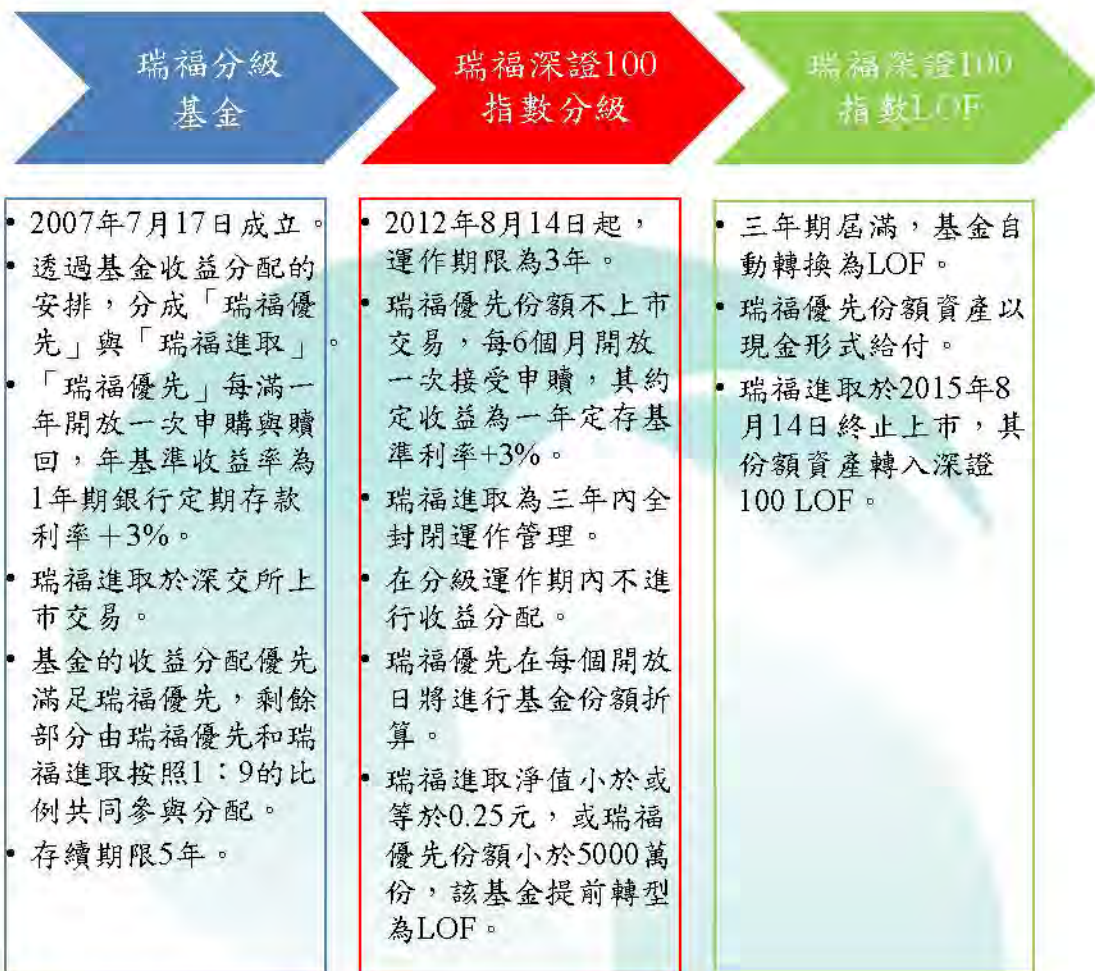 瑞福分級
基金
瑞福深證100
指數分級
瑞福深證100
指數LOF
• 2007年7月17日成立。
• 透過基金收益分配的
安排，分成「瑞福優
先」與「瑞福進取」。
• 「瑞福優先」每滿一
年開放一次申購與贖
回，年基準收益率為
1年期銀行定期存款
利率＋3%。
• 瑞福進取於深交所上
市交易。
• 基金的收益分配優先
滿足瑞福優先，剩餘
部分由瑞福優先和瑞
福進取按照1：9的比
例共同參與分配。
• 存續期限5年。
• 2012年8月14日起，
運作期限為3年。
• 瑞福優先份額不上市
交易，每6個月開放
一次接受申贖，其約
定收益為一年定存基
準利率+3%。
• 瑞福進取為三年內全
封閉運作管理。
• 在分級運作期內不進
行收益分配。
• 瑞福優先在每個開放
日將進行基金份額折
算。
• 瑞福進取淨值小於或
等於0.25元，或瑞福
優先份額小於5000萬
份，該基金提前轉型
為LOF。
• 三年期屆滿，基金自
動轉換為LOF。
• 瑞福優先份額資產以
現金形式給付。
• 瑞福進取於2015年8
月14日終止上市，其
份額資產轉入深證
100 LOF。